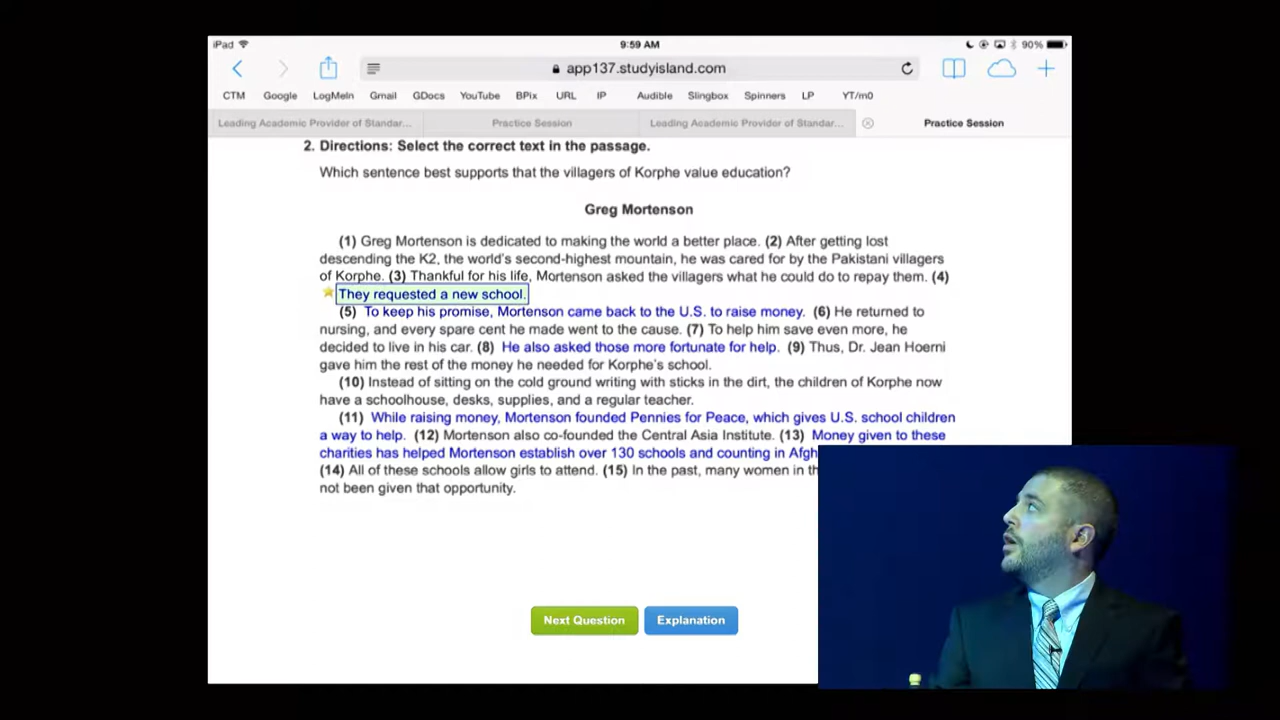 iPad
9:59 AM
90%
app137.studyisland.com
CTM Google LogMeIn Gmail GDocs YouTube BPix URL IP Audible Slingbox Spinners LP YT/m0
Leading Academic Provider of Standar... Practice Session Leading Academic Provider of Standar... Practice Session
2. Directions: Select the correct text in the passage.
Which sentence best supports that the villagers of Korphe value education?
Greg Mortenson
(1) Greg Mortenson is dedicated to making the world a better place. (2) After getting lost
descending the K2, the world's second-highest mountain, he was cared for by the Pakistani villagers
of Korphe. (3) Thankful for his life, Mortenson asked the villagers what he could do to repay them. (4)
They requested a new school.
(5) To keep his promise, Mortenson came back to the U.S. to raise money. (6) He returned to
nursing, and every spare cent he made went to the cause. (7) To help him save even more, he
decided to live in his car. (8) He also asked those more fortunate for help. (9) Thus, Dr. Jean Hoerni
gave him the rest of the money he needed for Korphe's school.
(10) Instead of sitting on the cold ground writing with sticks in the dirt, the children of Korphe now
have a schoolhouse, desks, supplies, and a regular teacher.
(11) While raising money, Mortenson founded Pennies for Peace, which gives U.S. school children
a way to help. (12) Mortenson also co-founded the Central Asia Institute. (13) Money given to these
charities has helped Mortenson establish over 130 schools and counting in Afgh
(14) All of these schools allow girls to attend. (15) In the past, many women in th
not been given that opportunity.
Next Question Explanation